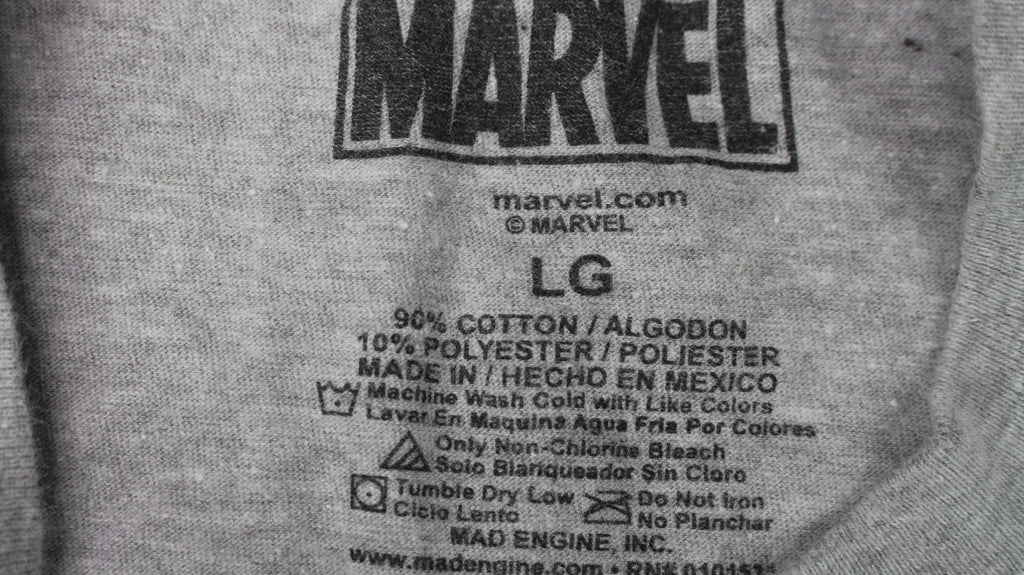 MARVEL
marvel.com
© MARVEL
LG
90% COTTON / ALGODON
10% POLYESTER / POLIESTER
MADE IN / HECHO EN MEXICO
Machine Wash Cold with Like Colors
Lavar En Maquina Agua Fria Por Colores
Only Non-Chlorine Bleach
Solo Blanqueador Sin Cloro
Tumble Dry Low
Ciclo Lento
Do Not Iron
No Planchar
MAD ENGINE, INC.
www.madengine.com • RN#